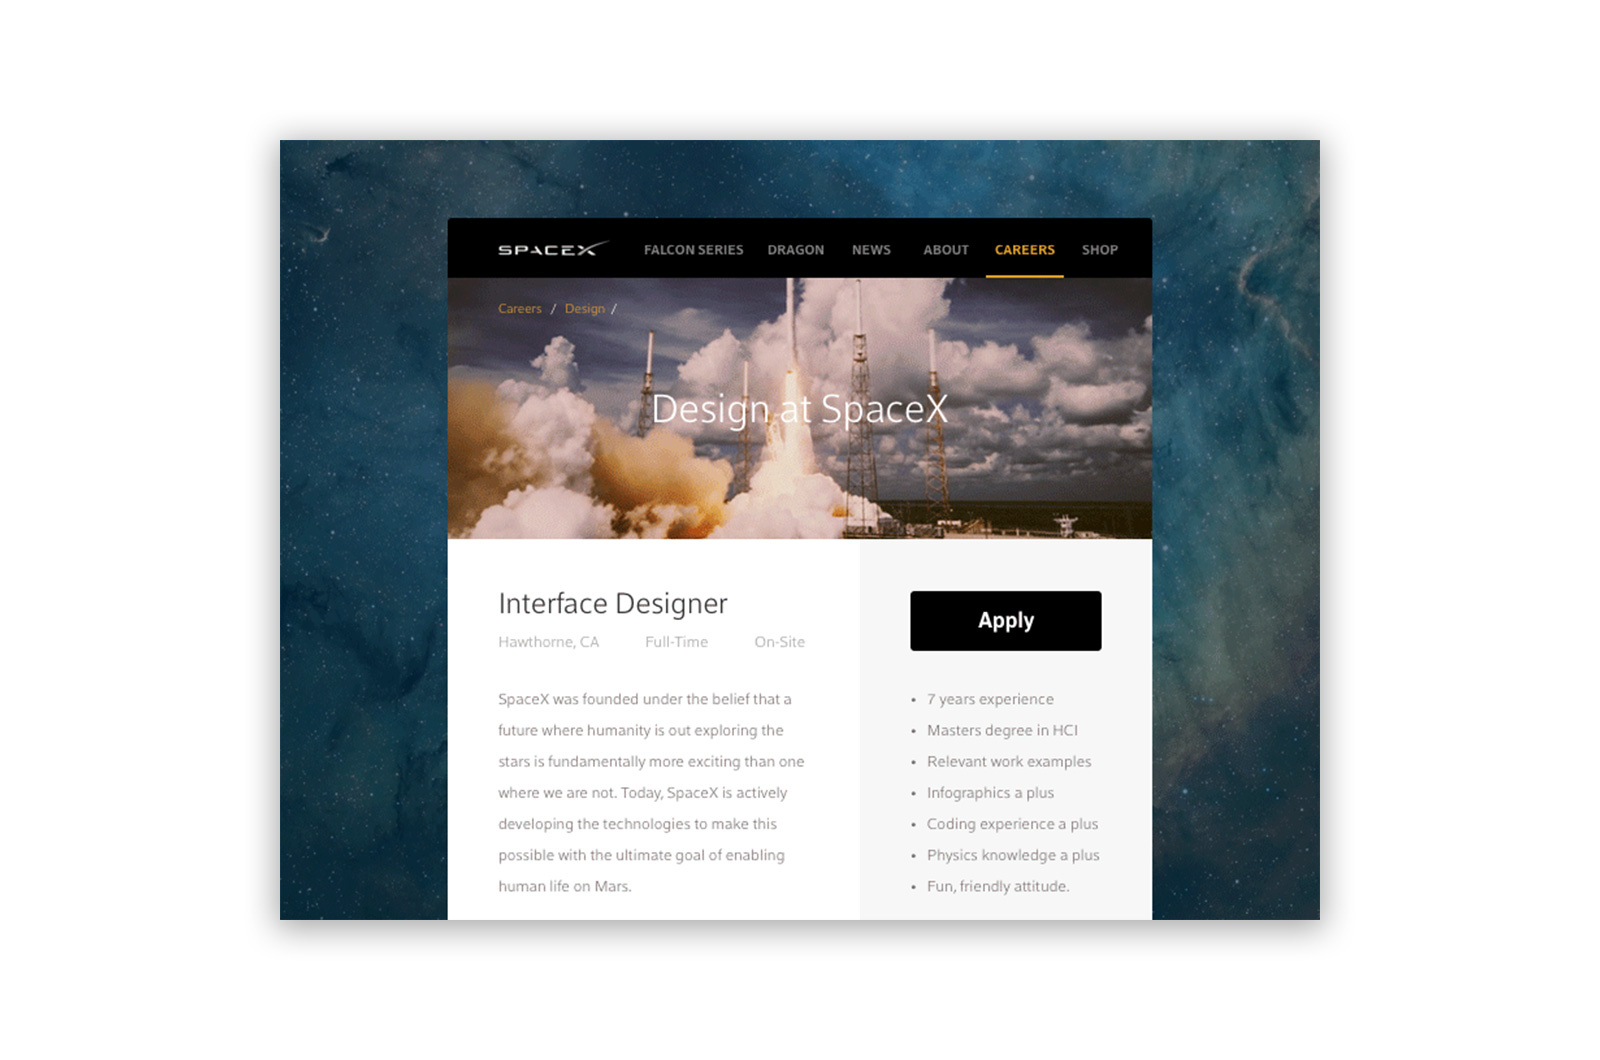 SPACEX FALCON SERIES DRAGON NEWS ABOUT CAREERS SHOP
Careers / Design /
Design at SpaceX
Interface Designer
Hawthorne, CA Full-Time On-Site
SpaceX was founded under the belief that a
future where humanity is out exploring the
stars is fundamentally more exciting than one
where we are not. Today, SpaceX is actively
developing the technologies to make this
possible with the ultimate goal of enabling
human life on Mars.
Apply
• 7 years experience
• Masters degree in HCI
• Relevant work examples
• Infographics a plus
• Coding experience a plus
• Physics knowledge a plus
• Fun, friendly attitude.